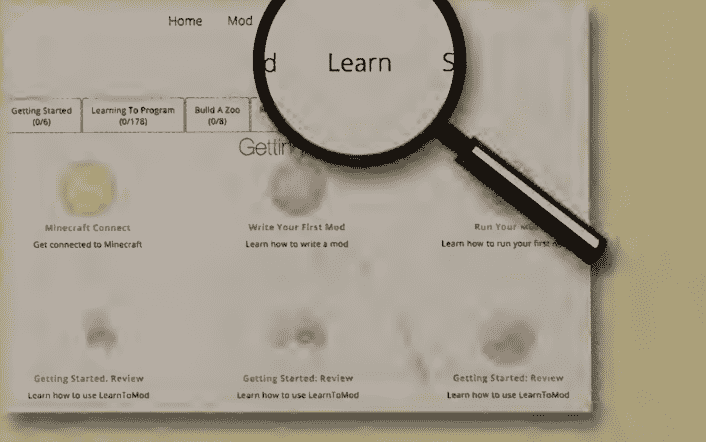 Home Mod
d Learn S
Getting Started (0/6) Learning To Program (0/178) Build A Zoo (0/8)
Gettin
Minecraft Connect Write Your First Mod Run Your
Get connected to Minecraft Learn how to write a mod Learn how to run your first
Getting Started: Review Getting Started: Review Getting Started: Review
Learn how to use LearnToMod Learn how to use LearnToMod Learn how to use LearnToMod